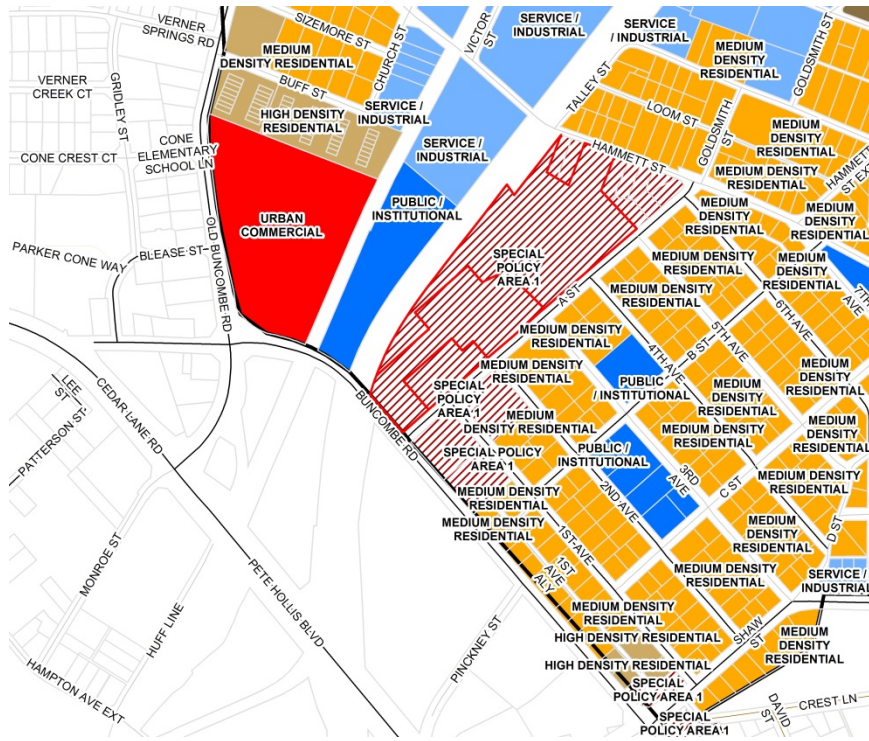 VERNER
SPRINGS RD
SIZEMORE ST
CHURCH ST
VICTOR
ST
SERVICE /
INDUSTRIAL
SERVICE
/ INDUSTRIAL
GOLDSMITH ST
MEDIUM
DENSITY RESIDENTIAL
MEDIUM
DENSITY
RESIDENTIAL
TALLEY ST
VERNER
CREEK CT
GRIDLEY ST
BUFF ST
HIGH DENSITY
RESIDENTIAL
SERVICE /
INDUSTRIAL
LOOM ST
GOLDSMITH
ST
MEDIUM
DENSITY
RESIDENTIAL
CONE
ELEMENTARY
SCHOOL LN
CONE CREST CT
SERVICE /
INDUSTRIAL
HAMMETT ST
HAMMETT
ST EXT
MEDIUM DENSITY
RESIDENTIAL
URBAN
COMMERCIAL
PUBLIC /
INSTITUTIONAL
MEDIUM
DENSITY
RESIDENTIAL
MEDIUM
DENSITY
RESIDENTIAL
PARKER CONE WAY
BLEASE ST
OLD BUNCOMBE RD
SPECIAL
POLICY
AREA 1
MEDIUM DENSITY
RESIDENTIAL
MEDIUM
DENSITY
RESIDENTIAL
7TH
AVE
A ST
MEDIUM DENSITY
RESIDENTIAL
6TH AVE
5TH AVE
B ST
4TH AVE
MEDIUM DENSITY
RESIDENTIAL
MEDIUM DENSITY
RESIDENTIAL
LEE
ST
CEDAR LANE RD
PATTERSON ST
BUNCOMBE RD
SPECIAL
POLICY
AREA 1
PUBLIC
/ INSTITUTIONAL
MEDIUM
DENSITY
RESIDENTIAL
MEDIUM
DENSITY
RESIDENTIAL
MEDIUM
DENSITY RESIDENTIAL
MEDIUM
DENSITY RESIDENTIAL
MEDIUM
DENSITY
RESIDENTIAL
SPECIAL POLICY
AREA 1
PUBLIC /
INSTITUTIONAL
3RD
AVE
2ND AVE
C ST
MEDIUM DENSITY
RESIDENTIAL
MEDIUM DENSITY
RESIDENTIAL
MEDIUM DENSITY
RESIDENTIAL
D ST
MONROE ST
1ST AVE
MEDIUM
DENSITY
RESIDENTIAL
1ST
AVE
ALY
MEDIUM DENSITY
RESIDENTIAL
SERVICE /
INDUSTRIAL
PETE HOLLIS BLVD
HUFF LINE
PINCKNEY ST
MEDIUM DENSITY
RESIDENTIAL
HIGH DENSITY RESIDENTIAL
SHAW
ST
MEDIUM
DENSITY
RESIDENTIAL
HIGH DENSITY RESIDENTIAL
HAMPTON AVE EXT
SPECIAL
POLICY AREA 1
CREST LN
DAVID
ST
SPECIAL
POLICY AREA 1